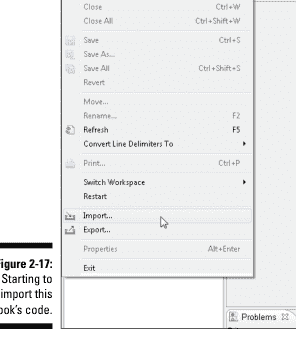 Close Ctrl+W
Close All Ctrl+Shift+W
Save Ctrl+S
Save As...
Save All Ctrl+Shift+S
Revert
Move...
Rename... F2
Refresh F5
Convert Line Delimiters To
Print... Ctrl+P
Switch Workspace
Restart
Import...
Export...
Properties Alt+Enter
Exit
igure 2-17:
Starting to
import this
ook's code.
Problems